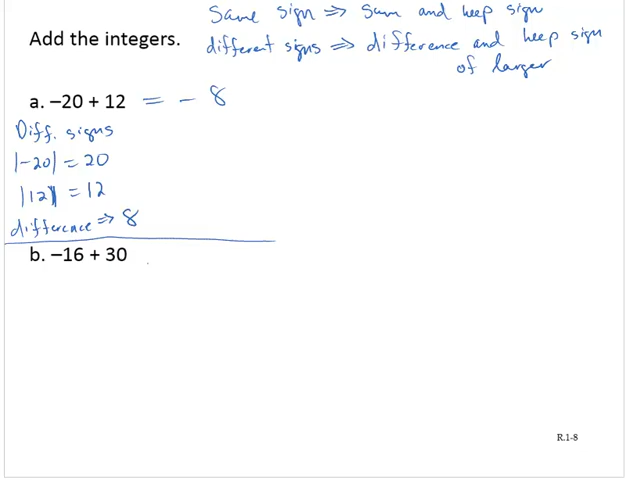 Same sign ⇒ sum and keep sign
Add the integers.
different signs ⇒ difference and keep sign
of larger
a. –20 + 12 = - 8
Diff. signs
|-20| = 20
|12| = 12
difference ⇒ 8
b. –16 + 30
R.1-8